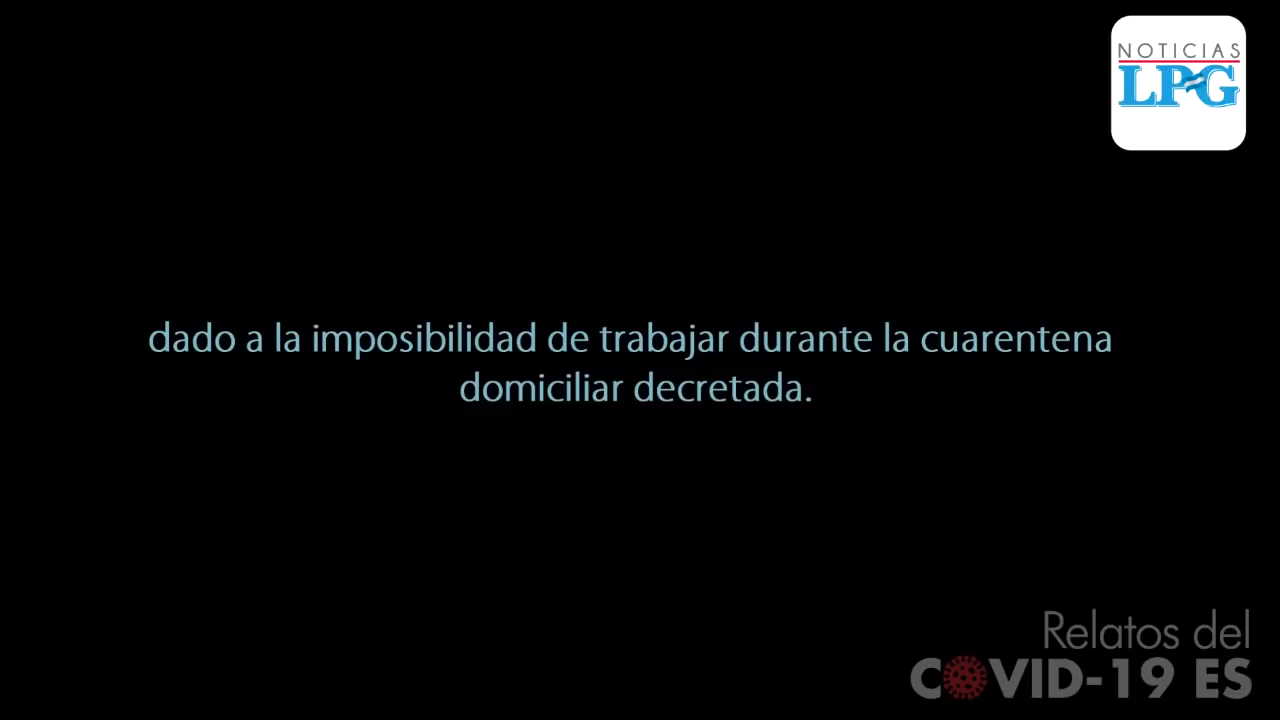 NOTICIAS
LPG
dado a la imposibilidad de trabajar durante la cuarentena
domiciliar decretada.
Relatos del
COVID-19 ES